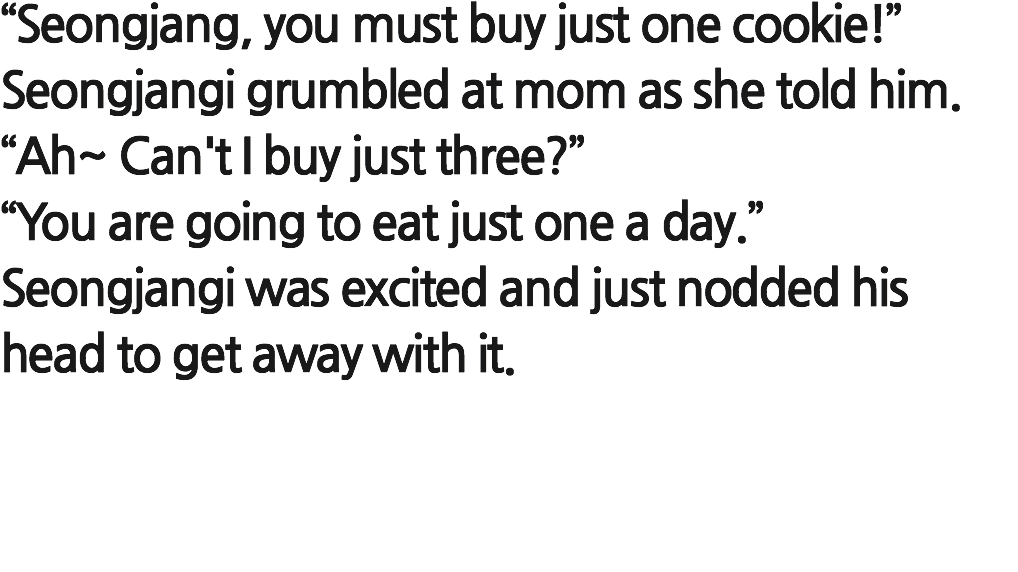 “Seongjang, you must buy just one cookie!”
Seongjangi grumbled at mom as she told him.
“Ah~ Can't I buy just three?”
“You are going to eat just one a day.”
Seongjangi was excited and just nodded his
head to get away with it.